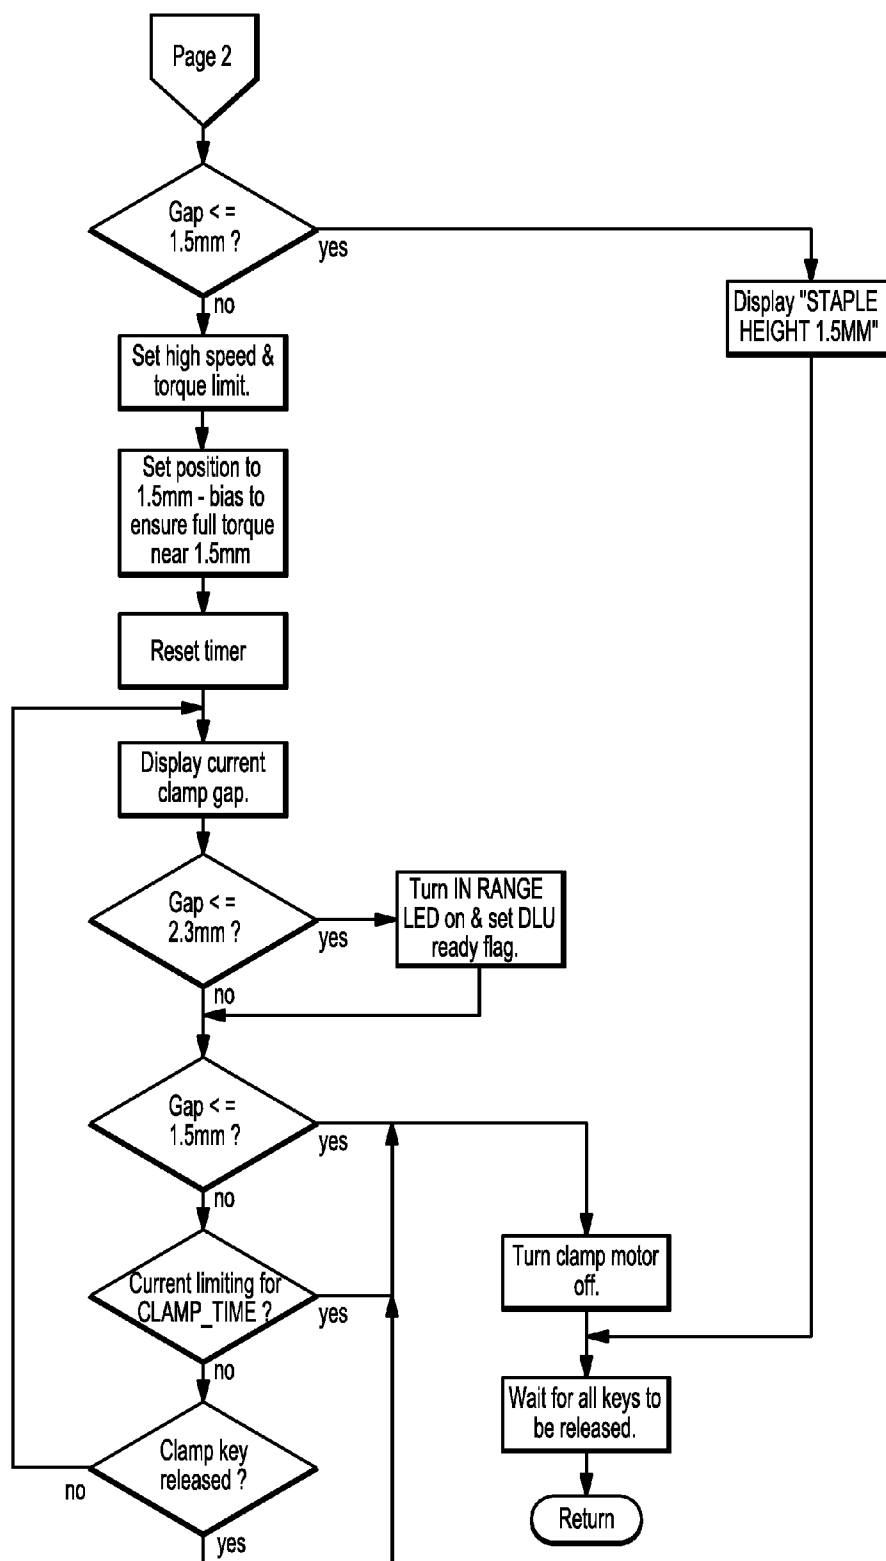 Page 2
Gap < =
1.5mm ?
yes
no
Display "STAPLE
HEIGHT 1.5MM"
Set high speed &
torque limit.
Set position to
1.5mm - bias to
ensure full torque
near 1.5mm
Reset timer
Display current
clamp gap.
Gap < =
2.3mm ?
yes
no
Turn IN RANGE
LED on & set DLU
ready flag.
Gap < =
1.5mm ?
yes
no
Turn clamp motor
off.
Current limiting for
CLAMP_TIME ?
yes
no
Wait for all keys to
be released.
Clamp key
released ?
no
yes
Return